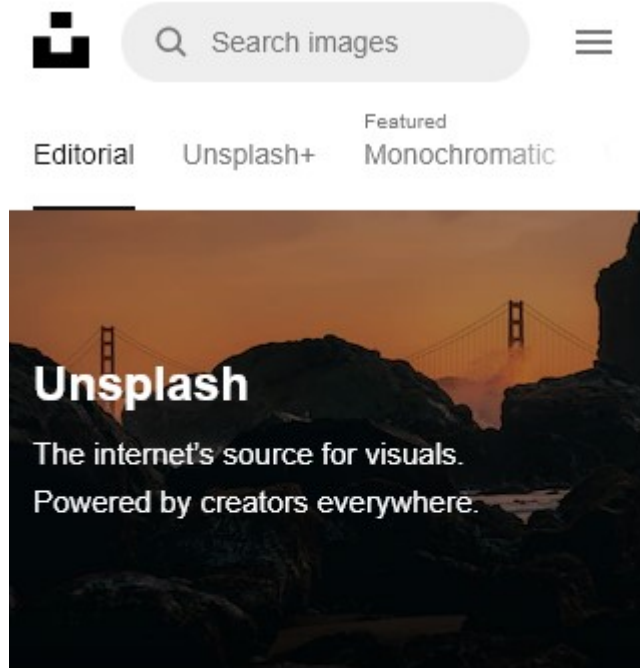 Search images
Featured
Editorial Unsplash+ Monochromatic
Unsplash
The internet's source for visuals.
Powered by creators everywhere.